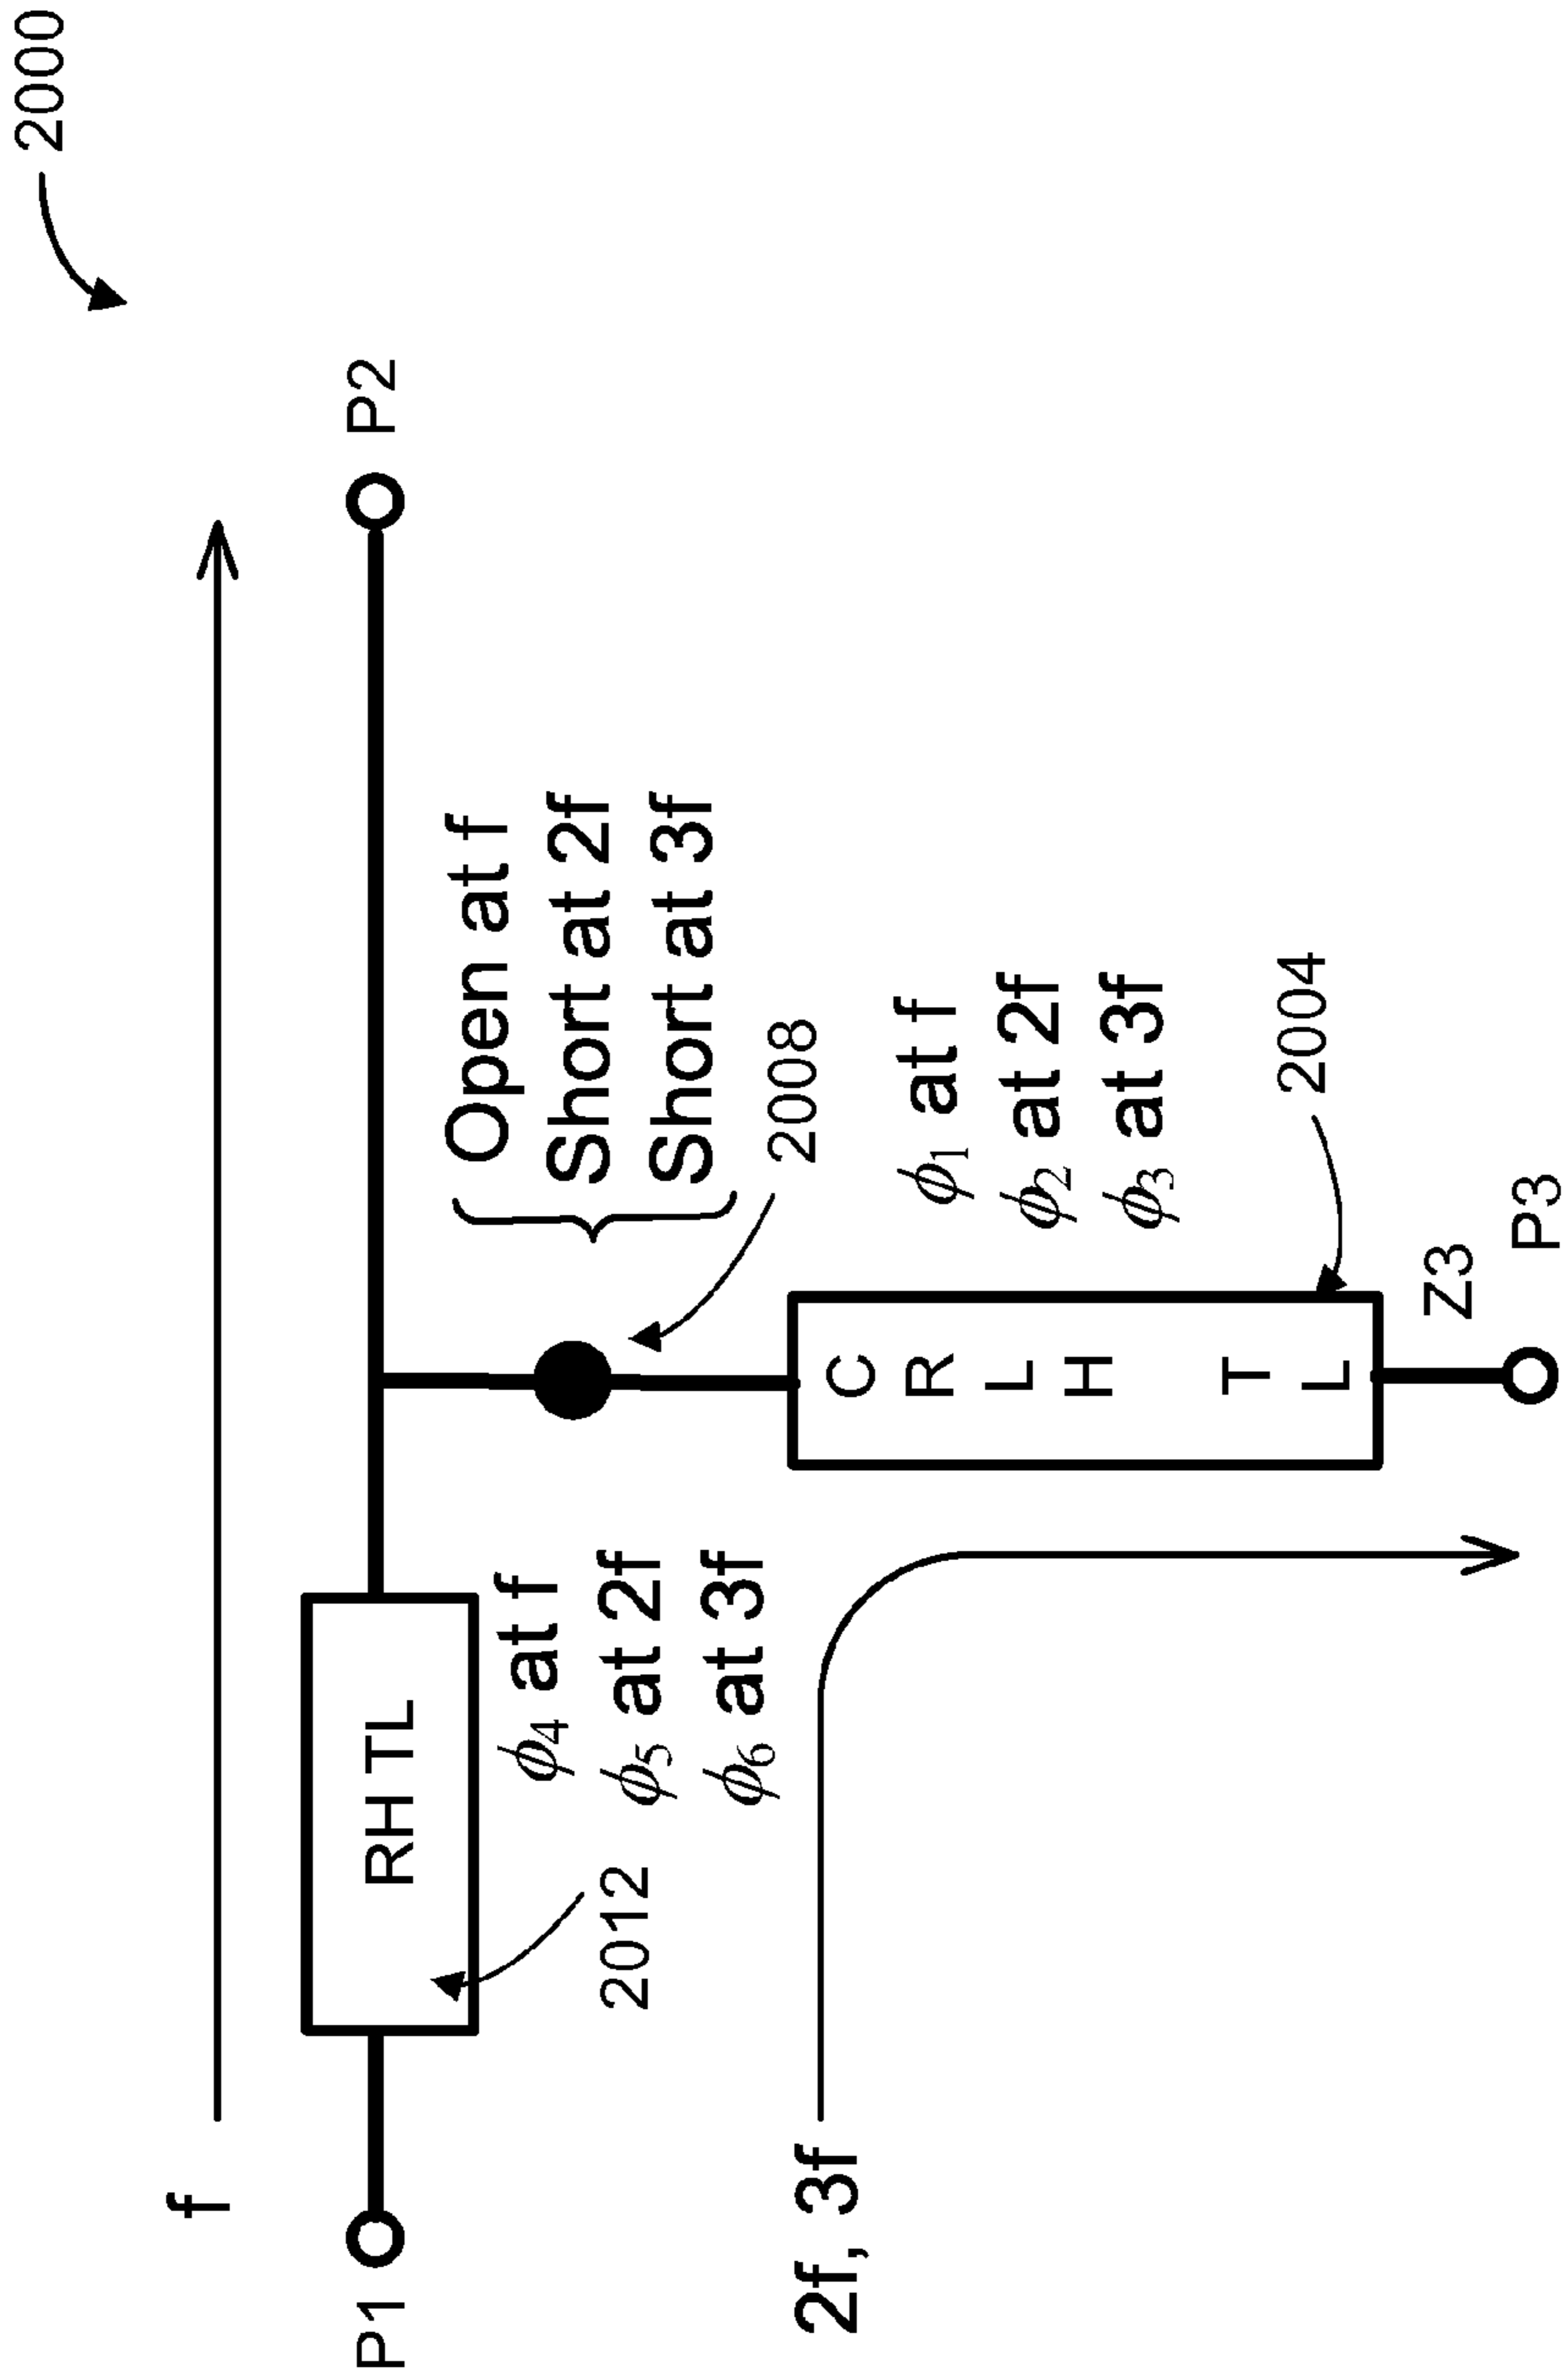 2000
f
P1
RH TL
P2
2012
ϕ4 at f
ϕ5 at 2f
ϕ6 at 3f
Open at f
Short at 2f
Short at 3f
2008
2f, 3f
C
R
L
H
T
L
ϕ1 at f
ϕ2 at 2f
ϕ3 at 3f
2004
Z3
P3